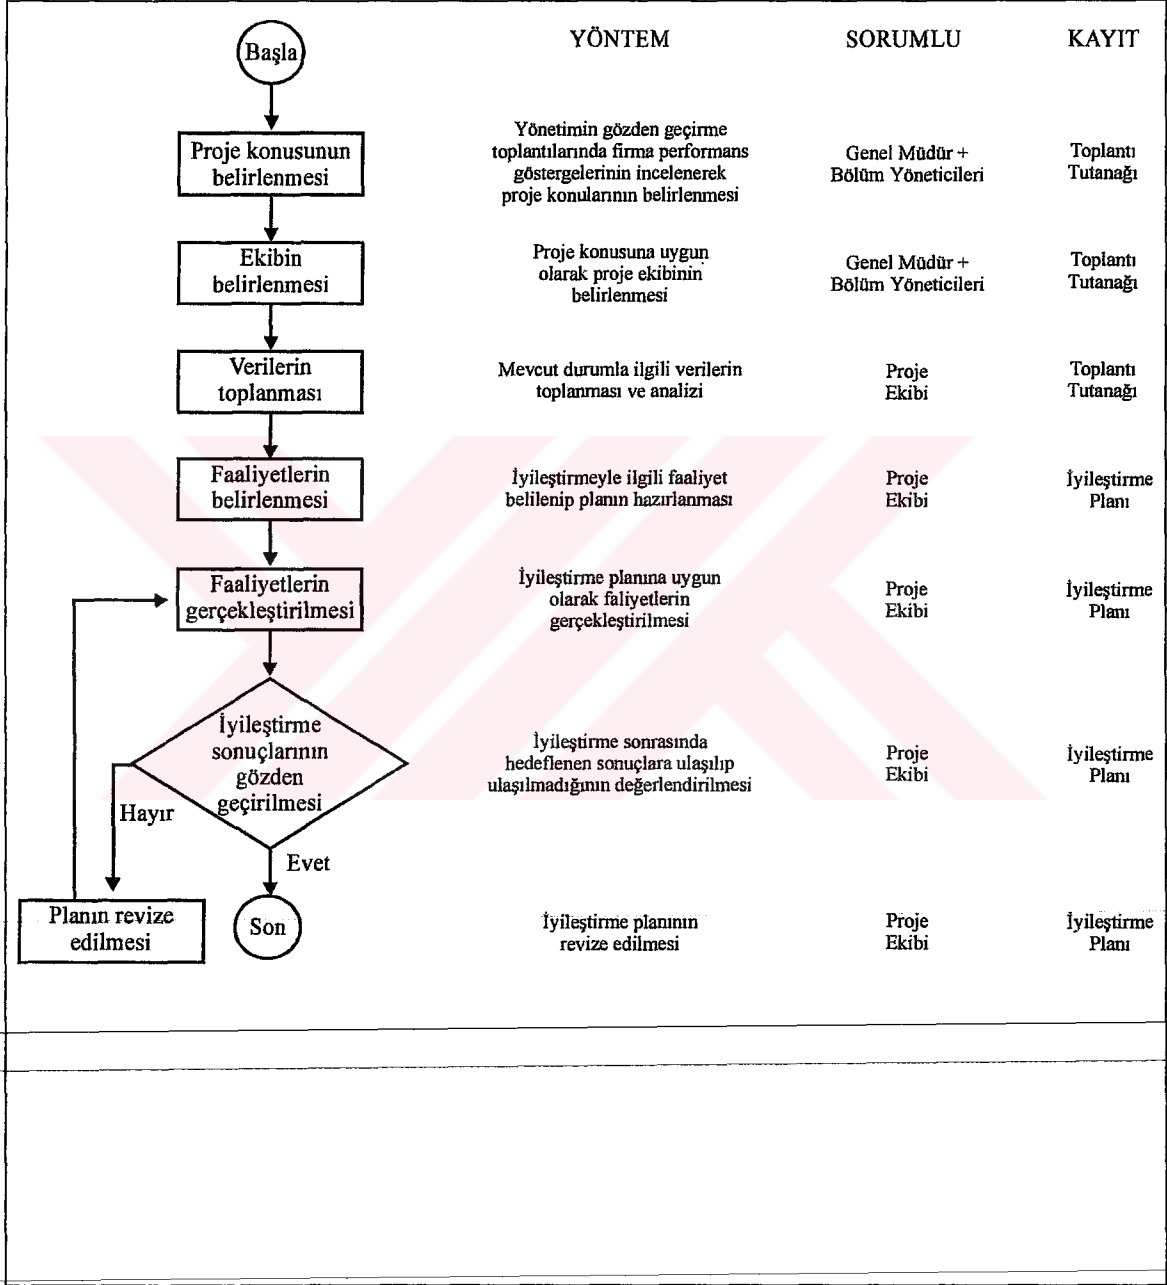 Başla
YÖNTEM
SORUMLU
KAYIT
Proje konusunun
belirlenmesi
Yönetimin gözden geçirme
toplantılarında firma performans
göstergelerinin incelenerek
proje konularının belirlenmesi
Genel Müdür +
Bölüm Yöneticileri
Toplantı
Tutanağı
Ekibin
belirlenmesi
Proje konusuna uygun
olarak proje ekibinin
belirlenmesi
Genel Müdür +
Bölüm Yöneticileri
Toplantı
Tutanağı
Verilerin
toplanması
Mevcut durumla ilgili verilerin
toplanması ve analizi
Proje
Ekibi
Toplantı
Tutanağı
Faaliyetlerin
belirlenmesi
İyileştirmeyle ilgili faaliyet
belilenip planın hazırlanması
Proje
Ekibi
İyileştirme
Planı
Faaliyetlerin
gerçekleştirilmesi
İyileştirme planına uygun
olarak faliyetlerin
gerçekleştirilmesi
Proje
Ekibi
İyileştirme
Planı
İyileştirme
sonuçlarının
gözden
geçirilmesi
İyileştirme sonrasında
hedeflenen sonuçlara ulaşılıp
ulaşılmadığının değerlendirilmesi
Proje
Ekibi
İyileştirme
Planı
Hayır
Evet
Planın revize
edilmesi
Son
İyileştirme planının
revize edilmesi
Proje
Ekibi
İyileştirme
Planı